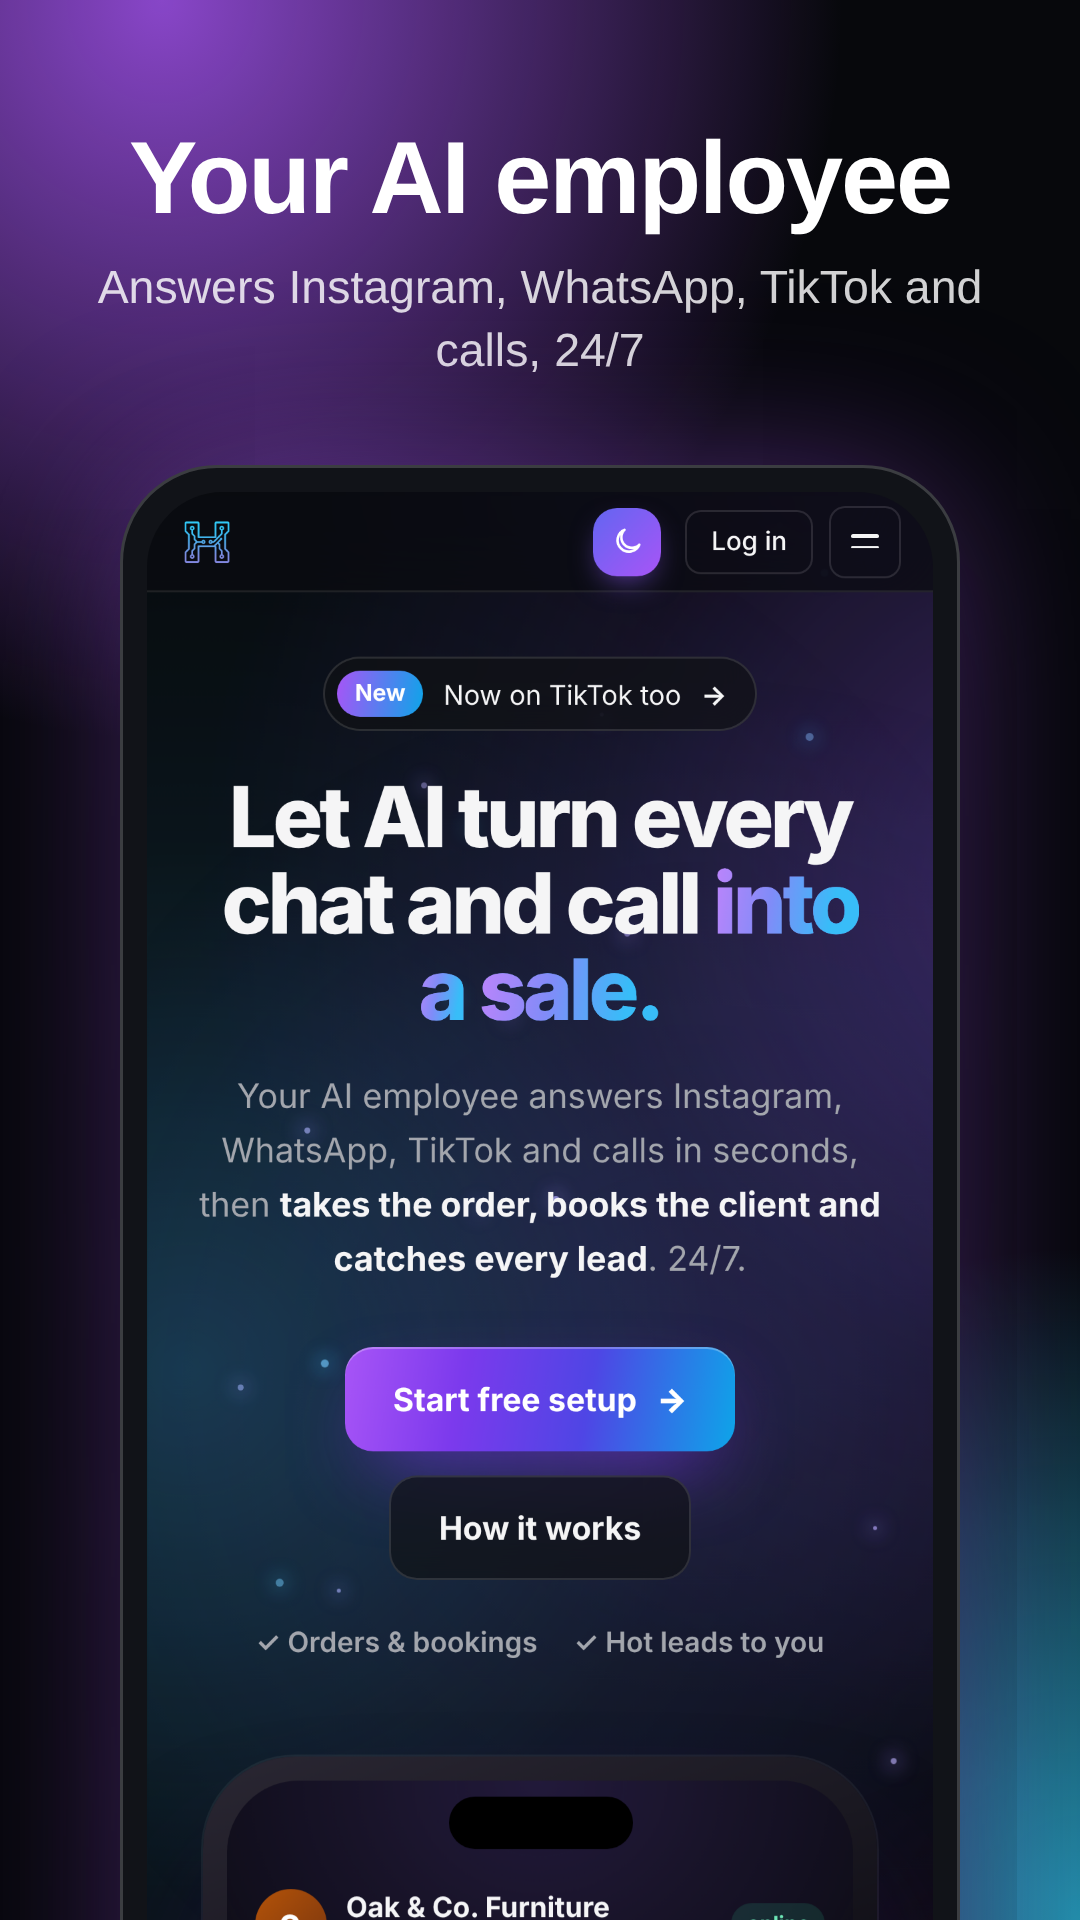 Your AI employee
Answers Instagram, WhatsApp, TikTok and
calls, 24/7
Log in
New Now on TikTok too →
Let AI turn every
chat and call into
a sale.
Your AI employee answers Instagram,
WhatsApp, TikTok and calls in seconds,
then takes the order, books the client and
catches every lead. 24/7.
Start free setup →
How it works
✓ Orders & bookings ✓ Hot leads to you
Oak & Co. Furniture